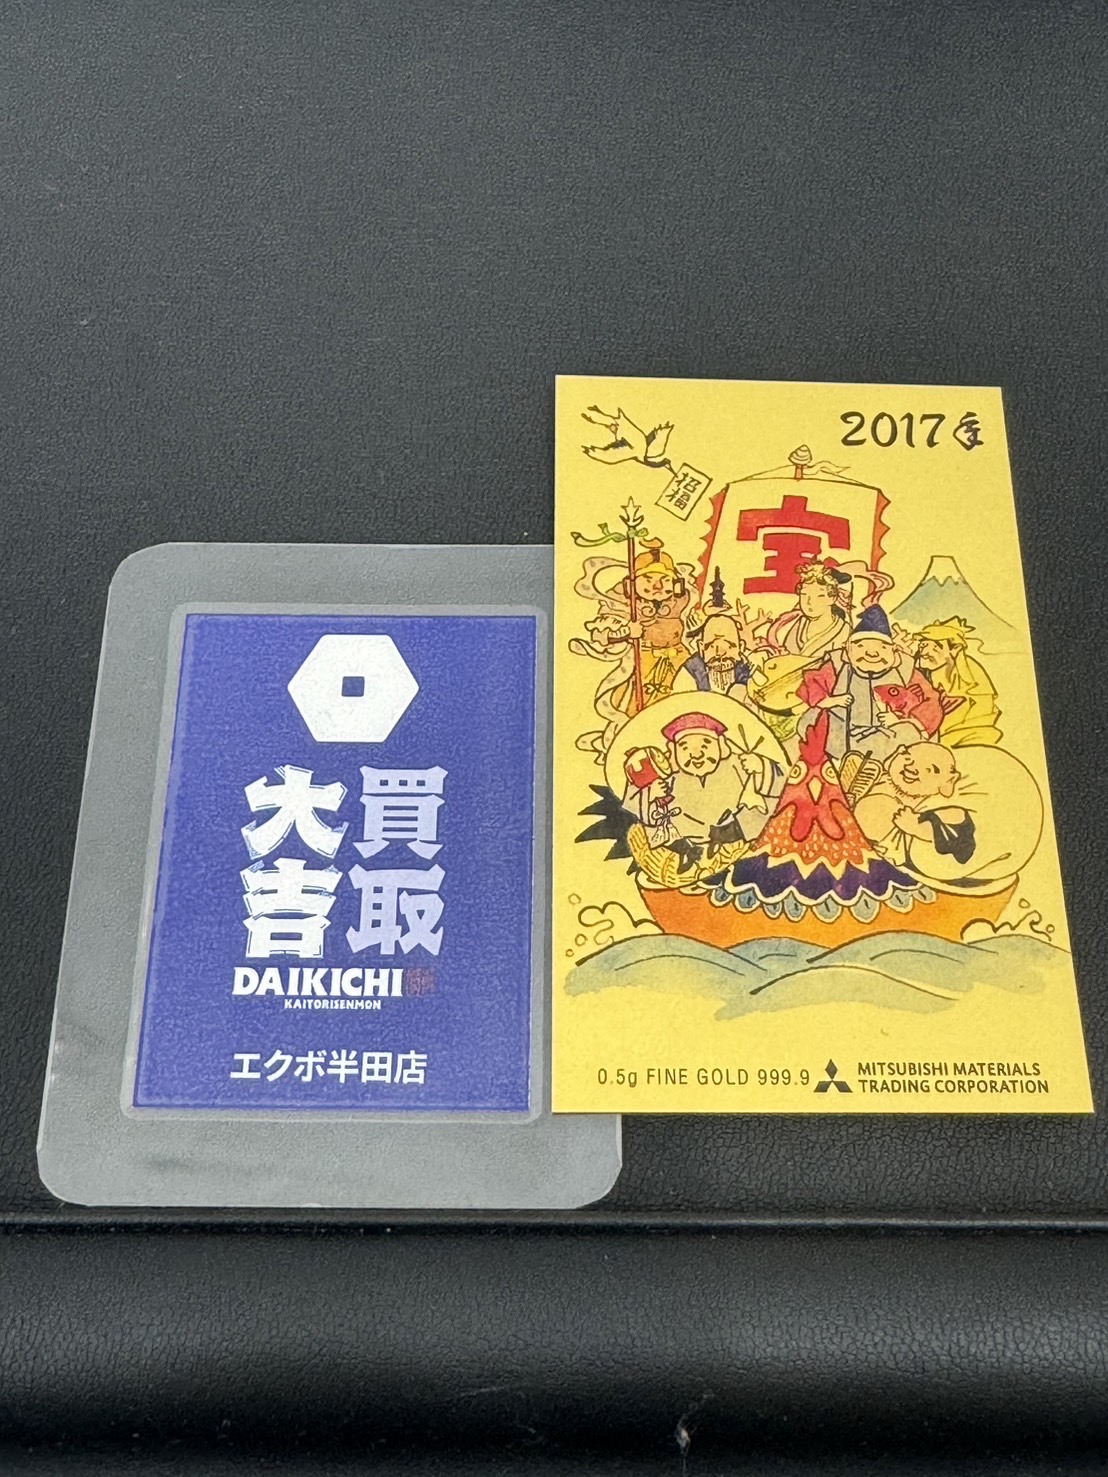 買取
大吉
DAIKICHI
KAITORISENMON
エクボ半田店
2017年
招福
宝
0.5g FINE GOLD 999.9
MITSUBISHI MATERIALS
TRADING CORPORATION